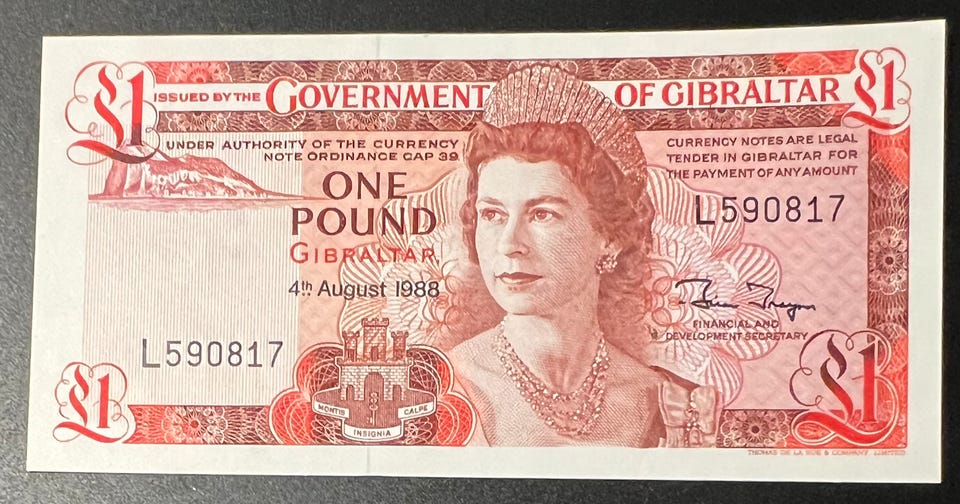 £1 ISSUED BY THE GOVERNMENT OF GIBRALTAR £1
UNDER AUTHORITY OF THE CURRENCY
NOTE ORDINANCE CAP 39
CURRENCY NOTES ARE LEGAL
TENDER IN GIBRALTAR FOR
THE PAYMENT OF ANY AMOUNT
ONE
POUND
GIBRALTAR
4th August 1988
L590817
L590817
FINANCIAL AND
DEVELOPMENT SECRETARY
MONTIS CALPE
INSIGNIA
£1
£1
THOMAS DE LA RUE & COMPANY, LIMITED